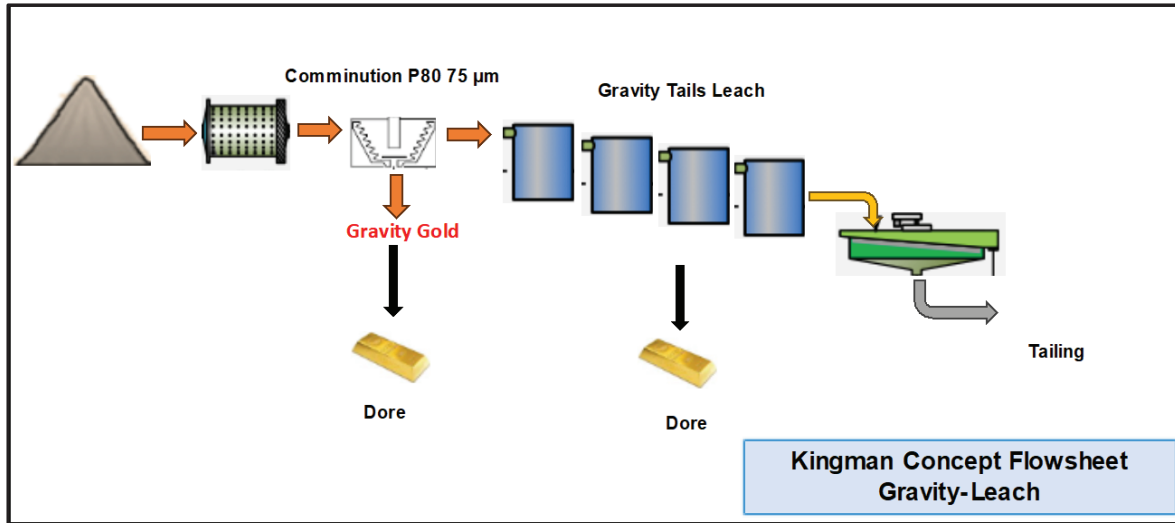 Comminution P80 75 µm
Gravity Tails Leach
Gravity Gold
Dore
Dore
Tailing
Kingman Concept Flowsheet
Gravity-Leach